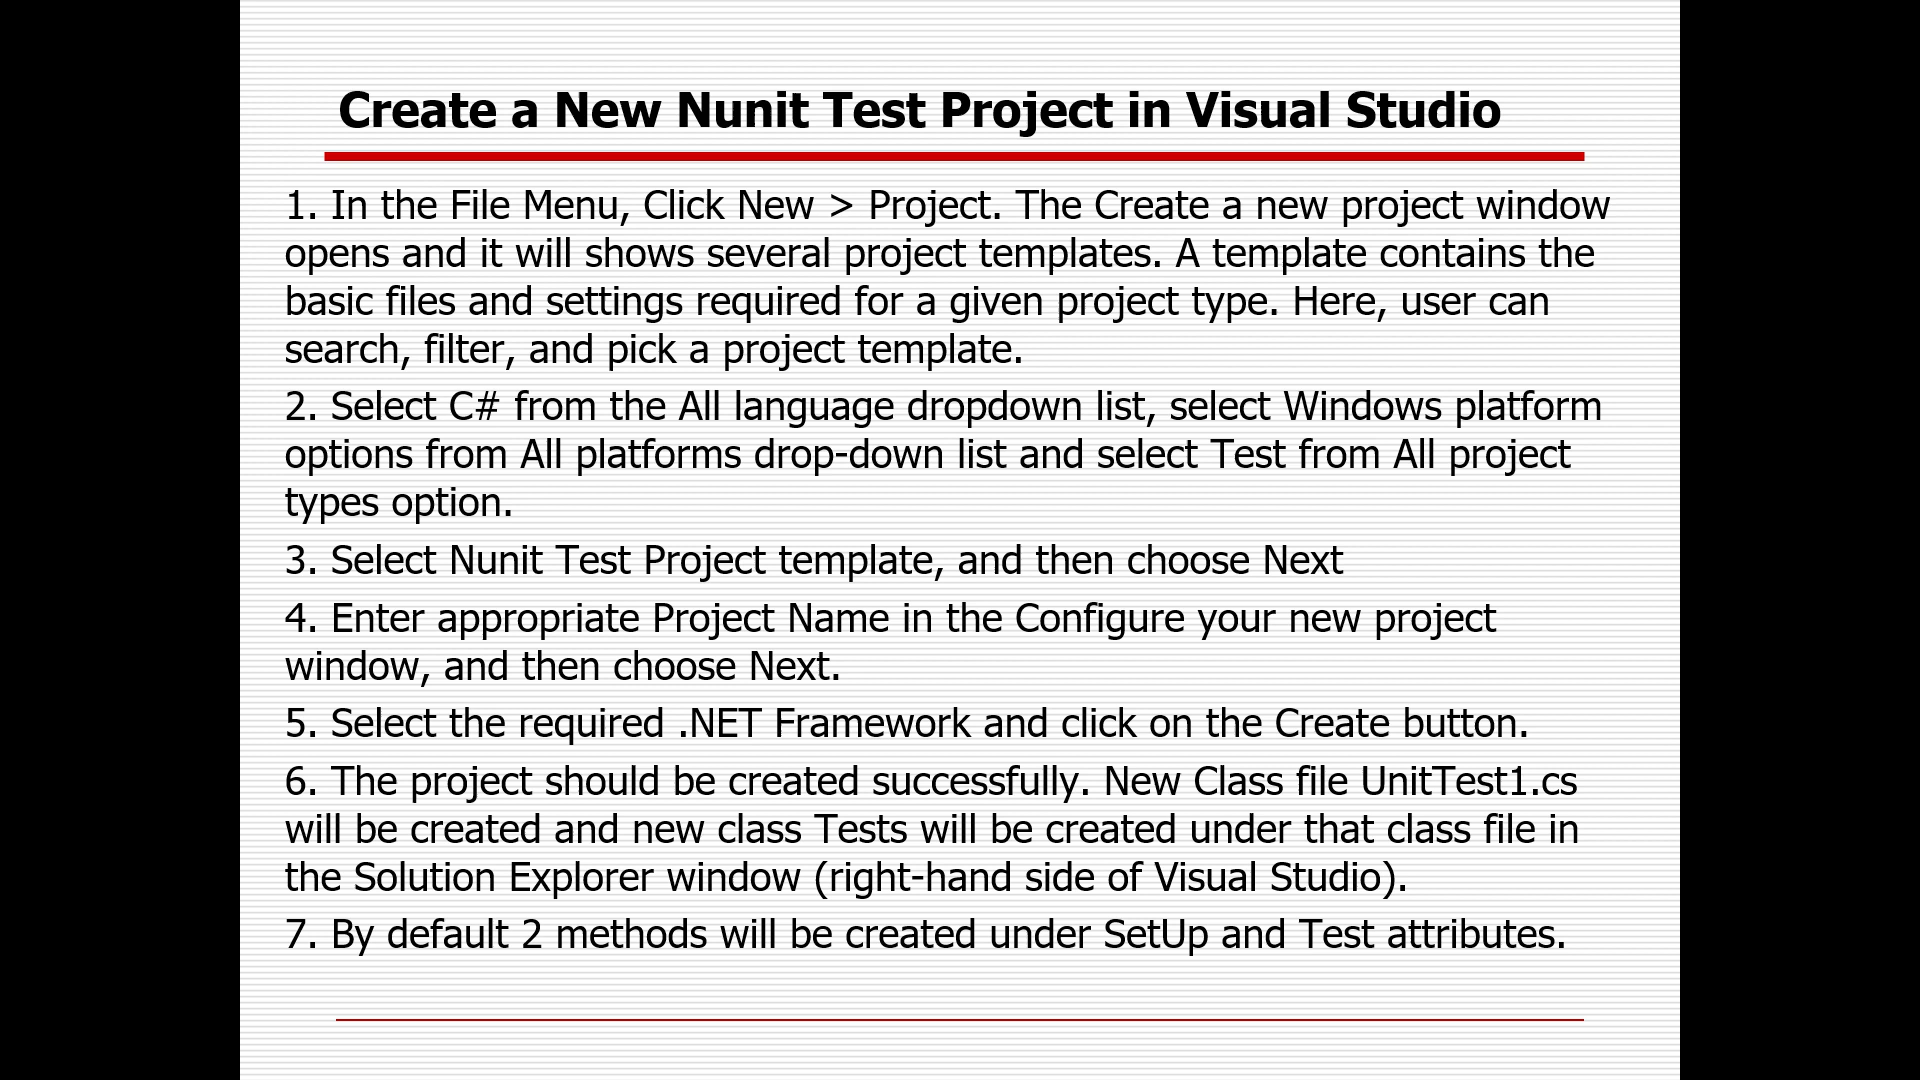 Create a New Nunit Test Project in Visual Studio
1. In the File Menu, Click New > Project. The Create a new project window
opens and it will shows several project templates. A template contains the
basic files and settings required for a given project type. Here, user can
search, filter, and pick a project template.
2. Select C# from the All language dropdown list, select Windows platform
options from All platforms drop-down list and select Test from All project
types option.
3. Select Nunit Test Project template, and then choose Next
4. Enter appropriate Project Name in the Configure your new project
window, and then choose Next.
5. Select the required .NET Framework and click on the Create button.
6. The project should be created successfully. New Class file UnitTest1.cs
will be created and new class Tests will be created under that class file in
the Solution Explorer window (right-hand side of Visual Studio).
7. By default 2 methods will be created under SetUp and Test attributes.